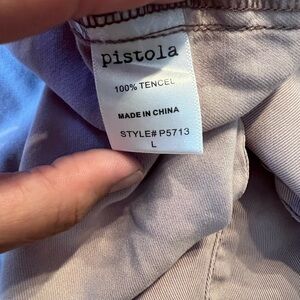 pistola
100% TENCEL
MADE IN CHINA
STYLE# P5713
L